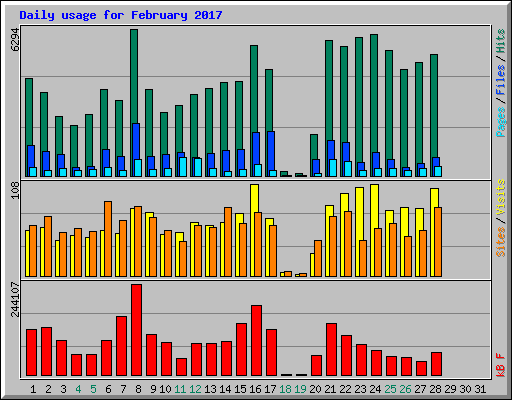 Daily usage for February 2017
6294
Pages / Files / Hits
108
Sites / Visits
244107
kB F
1 2 3 4 5 6 7 8 9 10 11 12 13 14 15 16 17 18 19 20 21 22 23 24 25 26 27 28 29 30 31